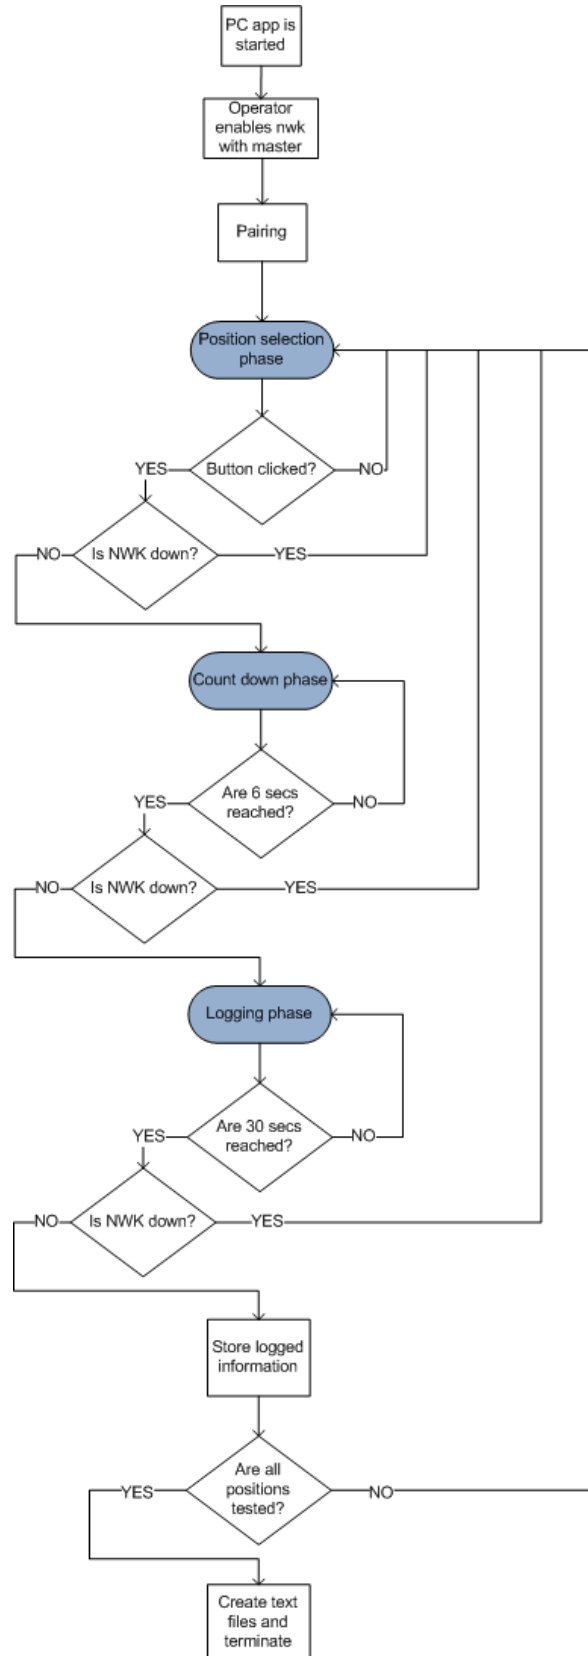 PC app is
started
Operator
enables nwk
with master
Pairing
Position selection
phase
Button clicked?
YES
NO
Is NWK down?
NO
YES
Count down phase
Are 6 secs
reached?
YES
NO
Is NWK down?
NO
YES
Logging phase
Are 30 secs
reached?
YES
NO
Is NWK down?
NO
YES
Store logged
information
Are all
positions
tested?
YES
NO
Create text
files and
terminate